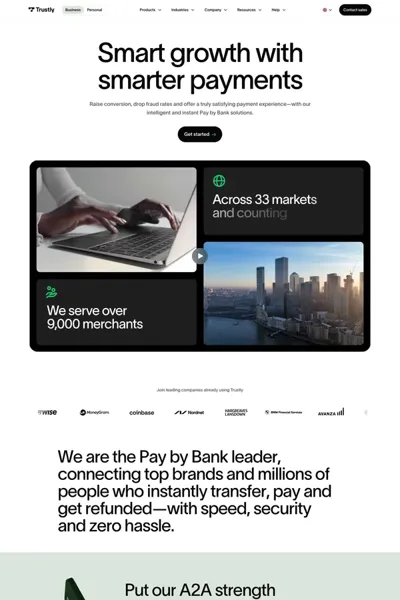 Trustly
Business Personal
Products Industries Company Resources Help
Contact sales
Smart growth with
smarter payments
Raise conversion, drop fraud rates and offer a truly satisfying payment experience—with our
intelligent and instant Pay by Bank solutions.
Get started →
Across 33 markets
and counting
We serve over
9,000 merchants
Join leading companies already using Trustly
WISE
MoneyGram
coinbase
Nordnet
HARGREAVES
LANSDOWN
BMW Financial Services
AVANZA
We are the Pay by Bank leader,
connecting top brands and millions of
people who instantly transfer, pay and
get refunded—with speed, security
and zero hassle.
Put our A2A strength